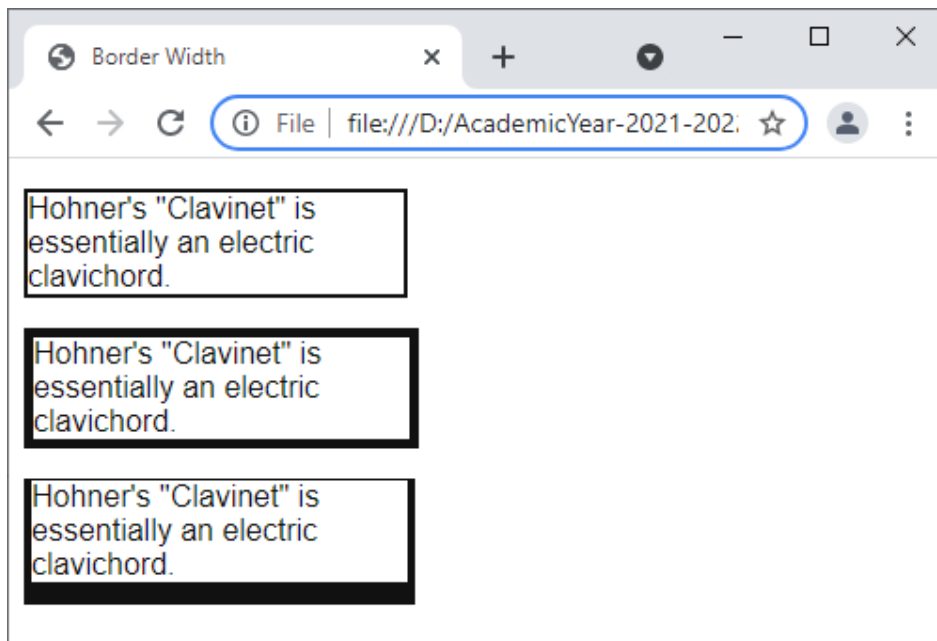 Border Width
File file:///D:/AcademicYear-2021-202
Hohner's "Clavinet" is
essentially an electric
clavichord.
Hohner's "Clavinet" is
essentially an electric
clavichord.
Hohner's "Clavinet" is
essentially an electric
clavichord.